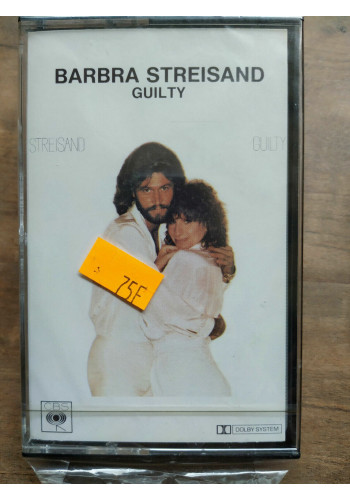 BARBRA STREISAND
GUILTY
STREISAND GUILTY
75F
CBS
DOLBY SYSTEM